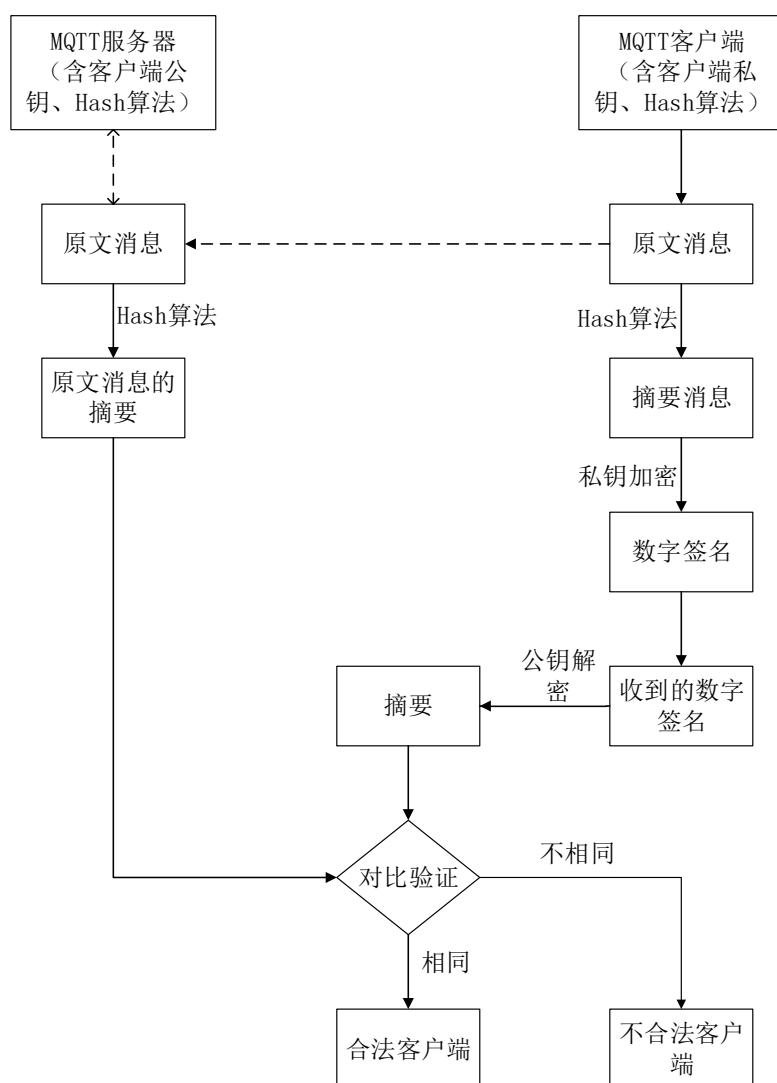 MQTT服务器
（含客户端公
钥、Hash算法）
MQTT客户端
（含客户端私
钥、Hash算法）
原文消息
原文消息
Hash算法
Hash算法
原文消息的
摘要
摘要消息
私钥加密
数字签名
公钥解
密
摘要
收到的数字
签名
对比验证
不相同
相同
合法客户端
不合法客户
端